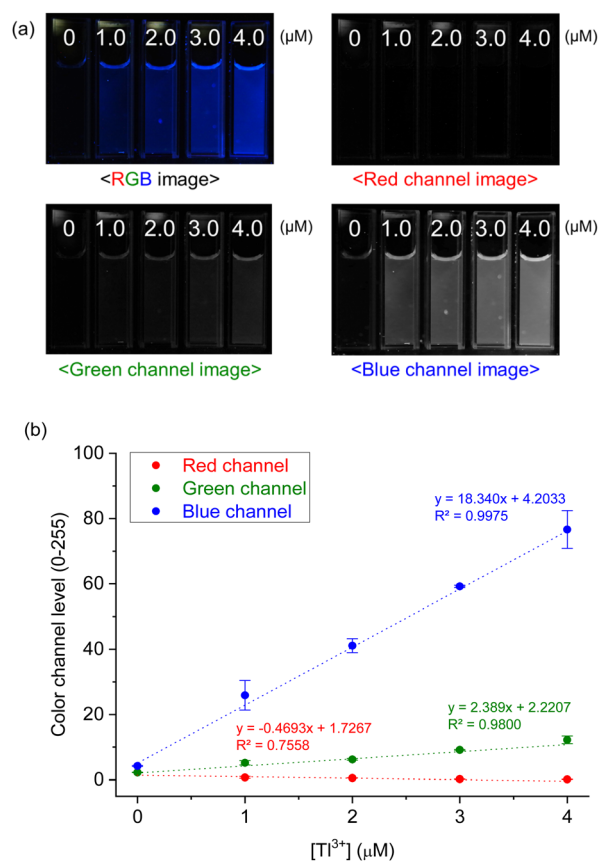 (a)
0 1.0 2.0 3.0 4.0 (μM)
0 1.0 2.0 3.0 4.0 (μM)
<RGB image>
<Red channel image>
0 1.0 2.0 3.0 4.0 (μM)
0 1.0 2.0 3.0 4.0 (μM)
<Green channel image>
<Blue channel image>
(b)
100
80
60
40
20
0
Color channel level (0-255)
Red channel
Green channel
Blue channel
y = 18.340x + 4.2033
R² = 0.9975
y = 2.389x + 2.2207
R² = 0.9800
y = -0.4693x + 1.7267
R² = 0.7558
0 1 2 3 4
[Tl³⁺] (μM)